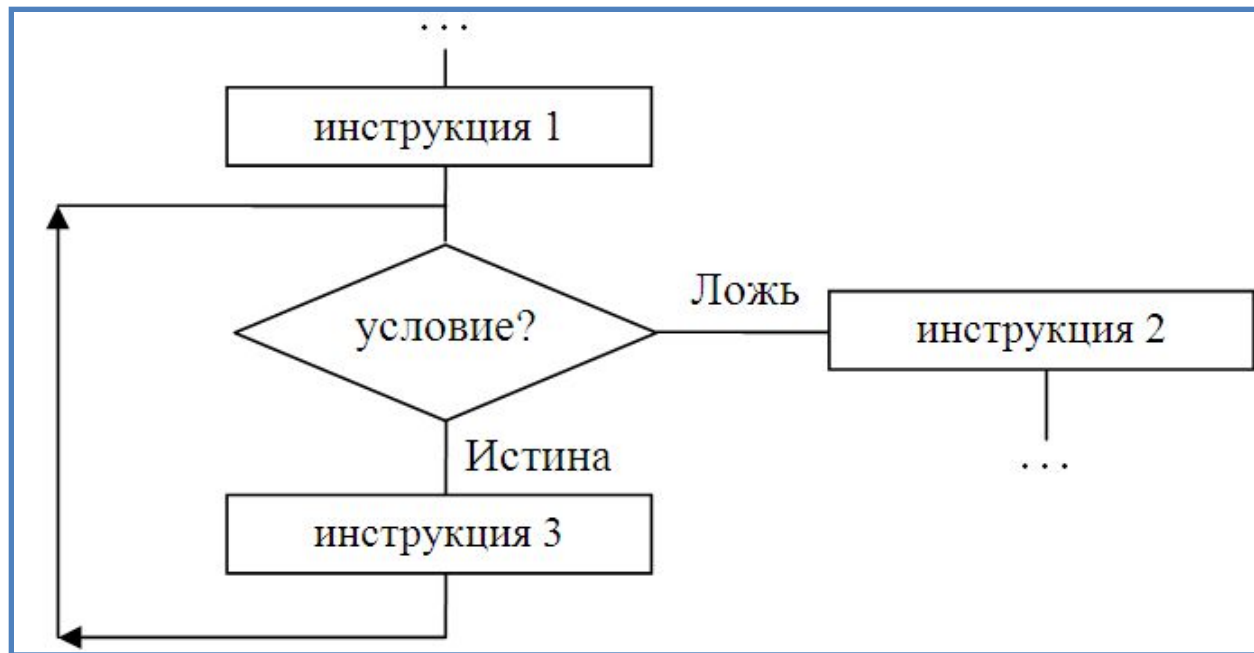 ...
инструкция 1
условие?
Ложь
инструкция 2
...
Истина
инструкция 3